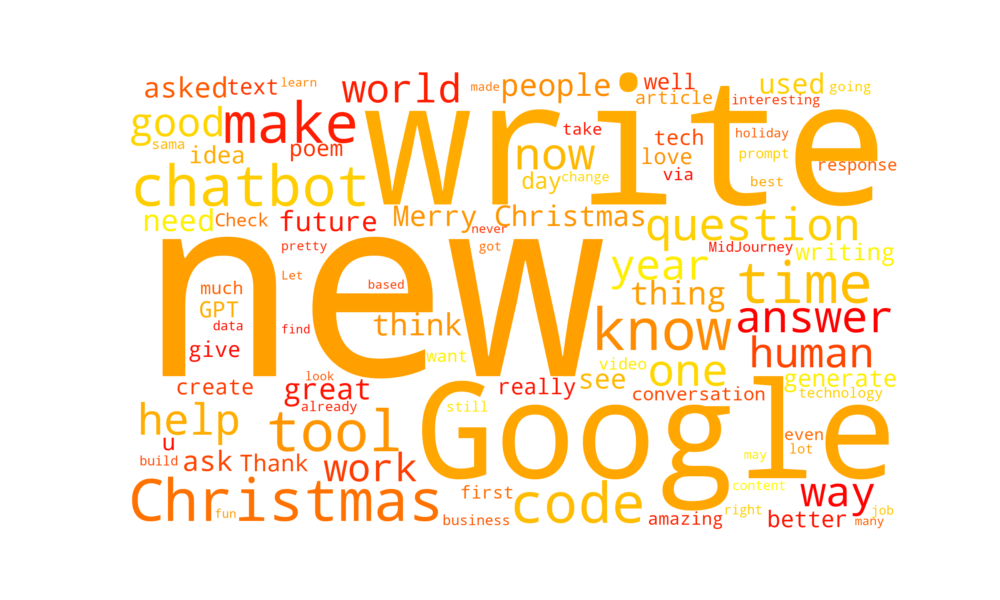 asked text learn world made people well used going
article interesting
good make write take tech now holiday
sama idea poem love prompt response
chatbot day change via best
need Check future Merry Christmas question
never
new pretty got MidJourney writing
Let year
much based thing time
GPT think know answer
data find
give want human
video
look see one generate
create great really conversation technology
already Google still
help tool even
u lot
build ask Thank work may
first content way
Christmas code right job
fun business amazing better many